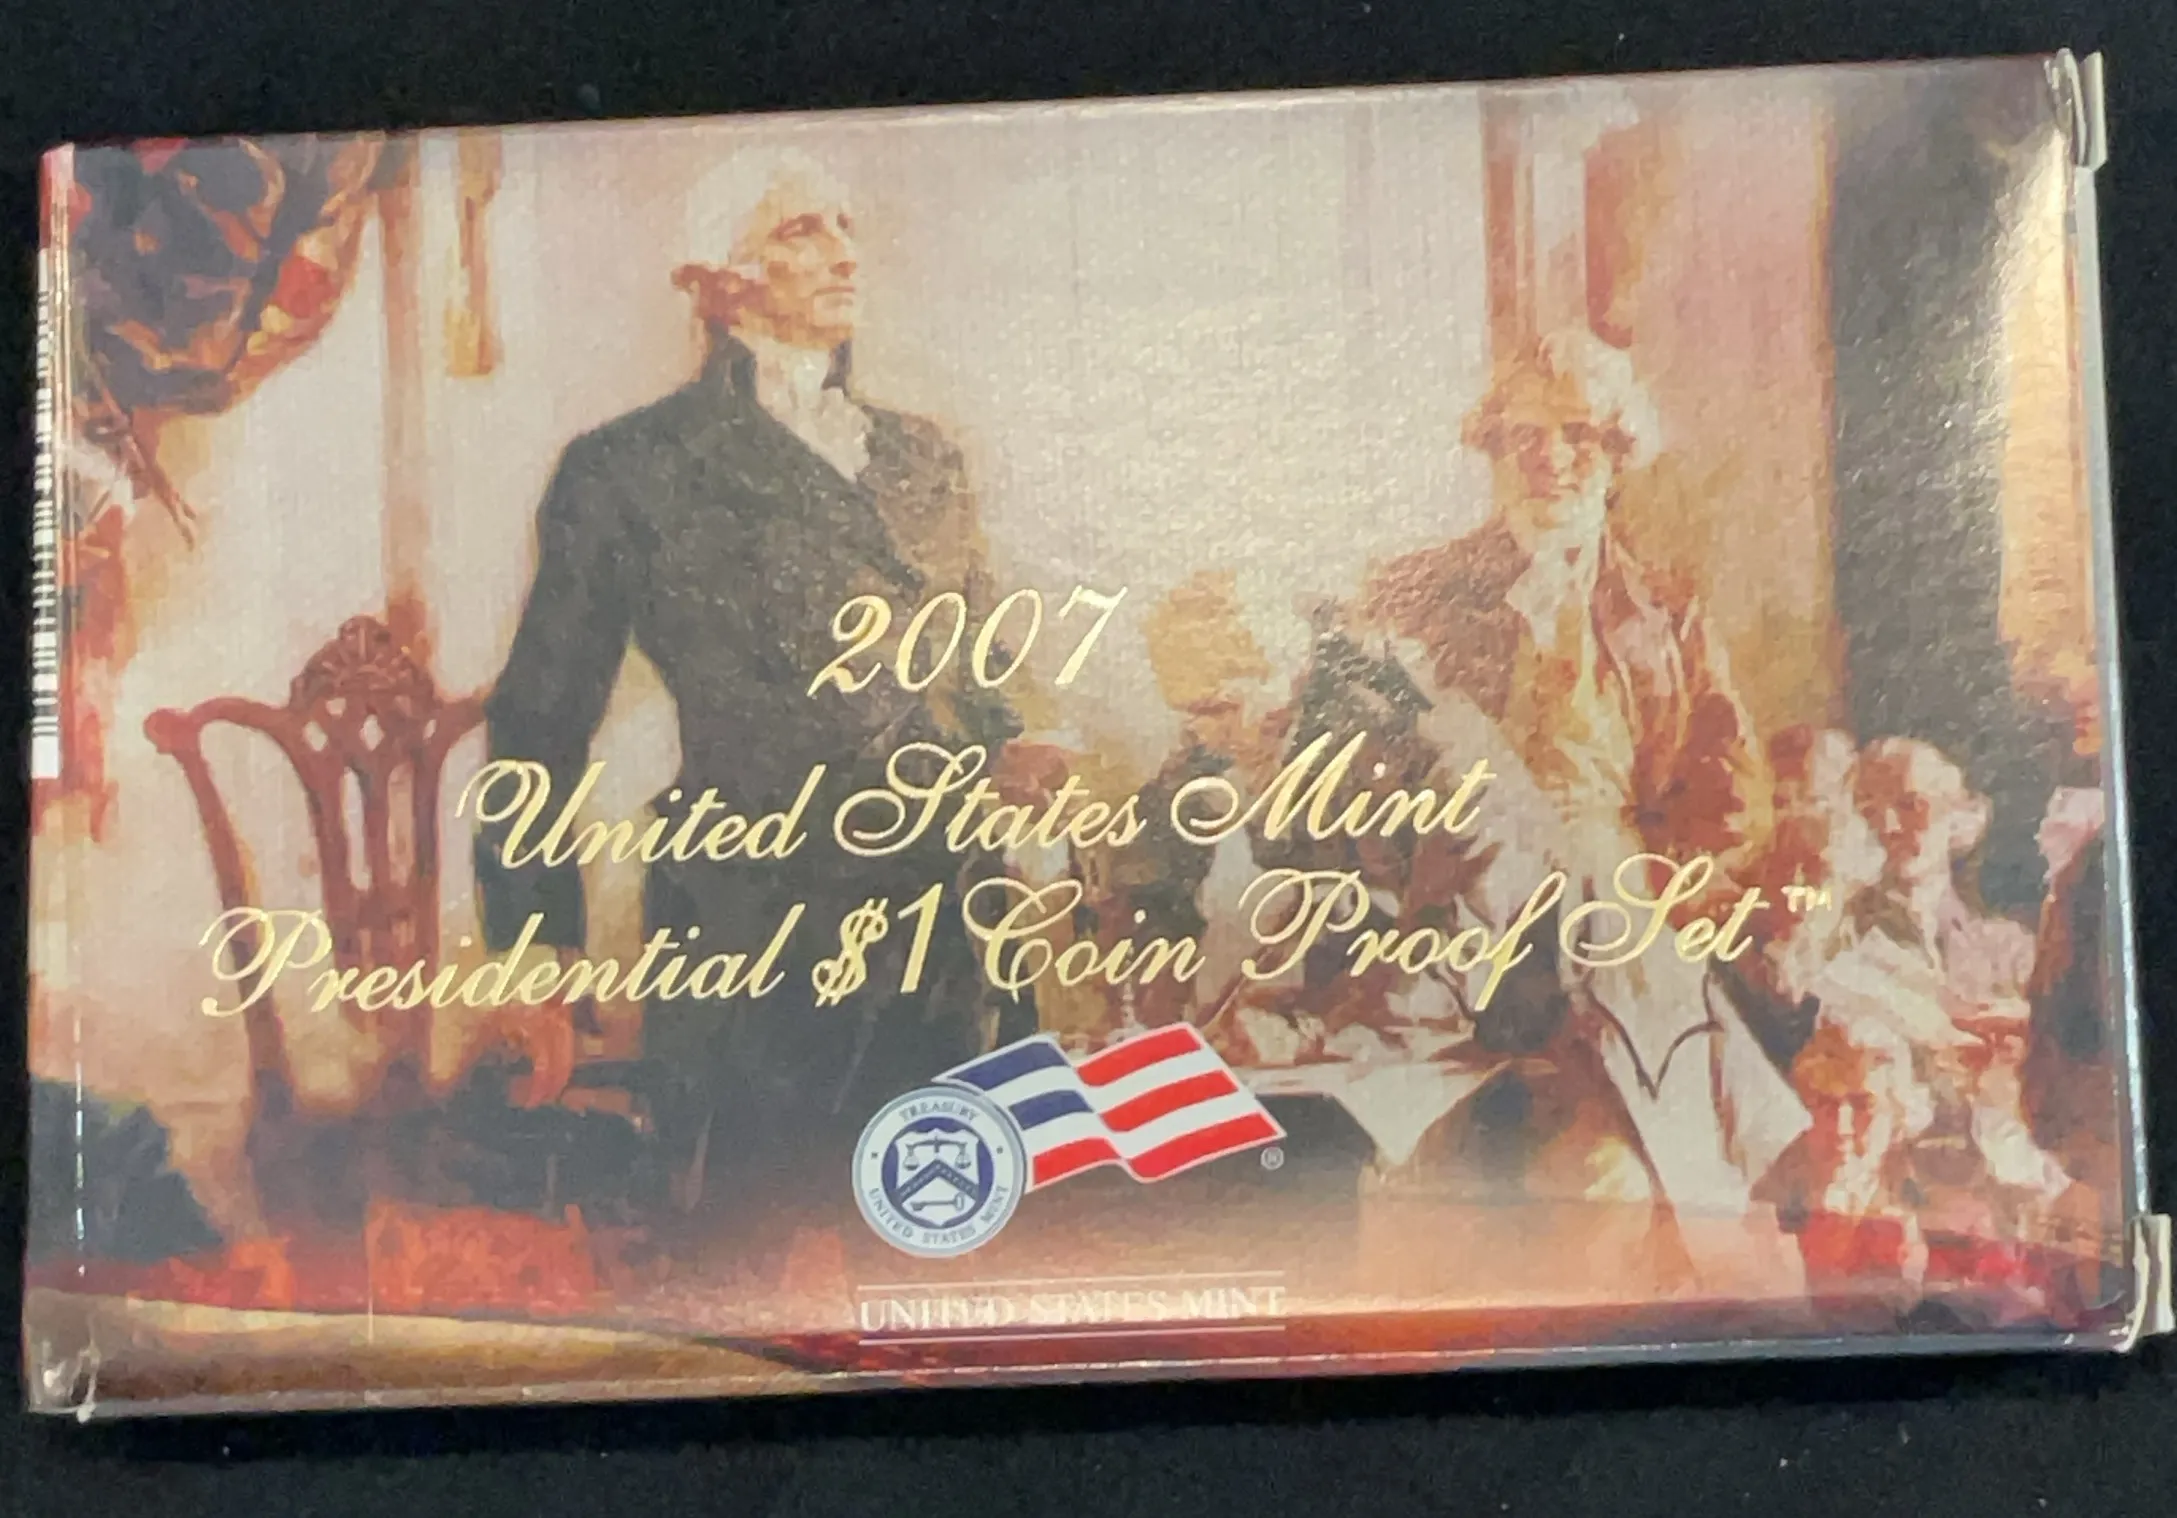 2007
United States Mint
Presidential $1 Coin Proof Set™
TREASURY
UNITED STATES MINT
®
UNITED STATES MINT